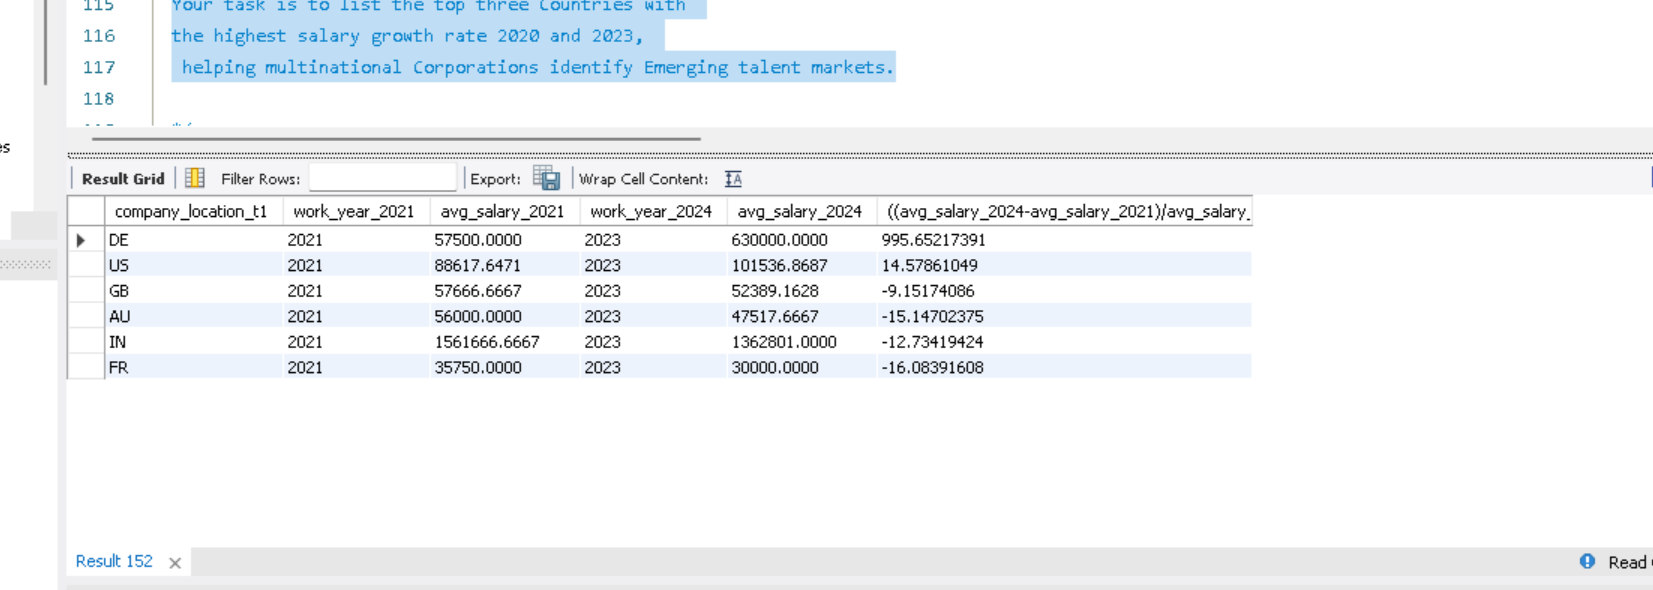 115 Your task is to list the top three Countries with
116 the highest salary growth rate 2020 and 2023,
117 helping multinational Corporations identify Emerging talent markets.
118
es
Result Grid Filter Rows: Export: Wrap Cell Content:
company_location_t1 work_year_2021 avg_salary_2021 work_year_2024 avg_salary_2024 ((avg_salary_2024-avg_salary_2021)/avg_salary_
DE 2021 57500.0000 2023 630000.0000 995.65217391
US 2021 88617.6471 2023 101536.8687 14.57861049
GB 2021 57666.6667 2023 52389.1628 -9.15174086
AU 2021 56000.0000 2023 47517.6667 -15.14702375
IN 2021 1561666.6667 2023 1362801.0000 -12.73419424
FR 2021 35750.0000 2023 30000.0000 -16.08391608
Result 152 Read